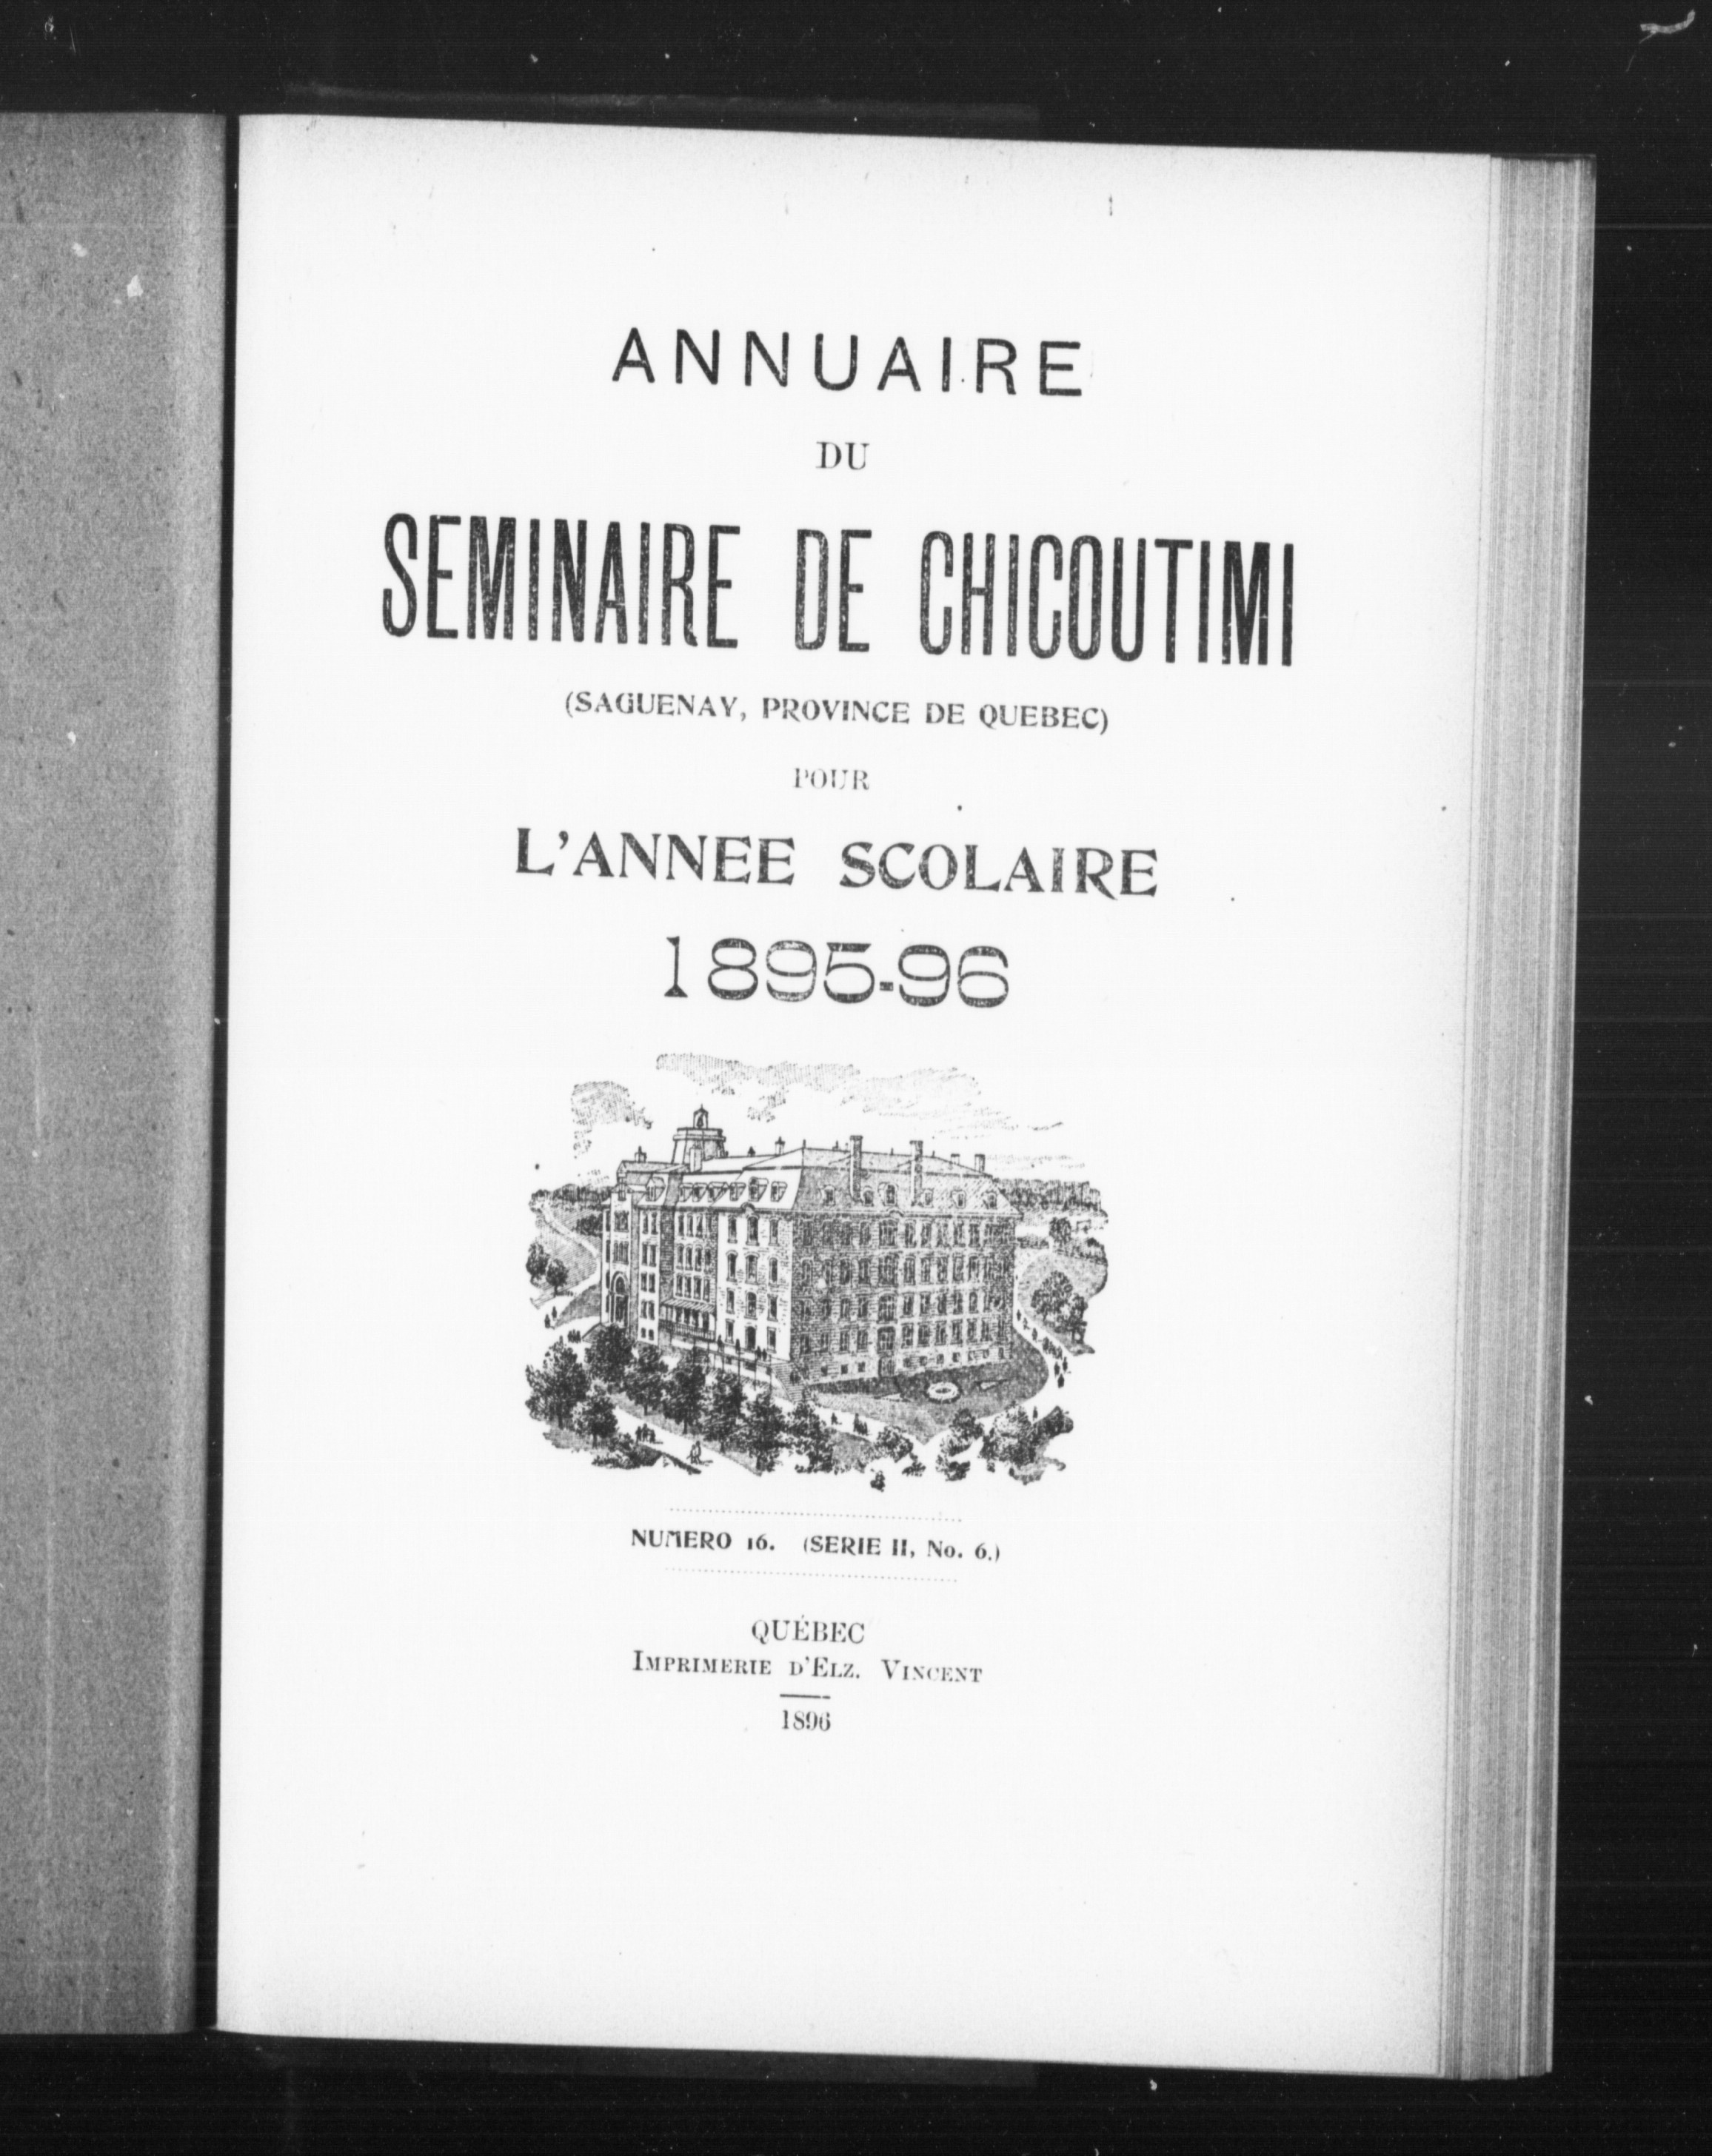 ANNUAIRE
DU
SEMINAIRE DE CHICOUTIMI
(SAGUENAY, PROVINCE DE QUEBEC)
POUR
L'ANNEE SCOLAIRE
1895-96
NUMERO 16. (SERIE II, No. 6.)
QUÉBEC
IMPRIMERIE D'ELZ. VINCENT
1896